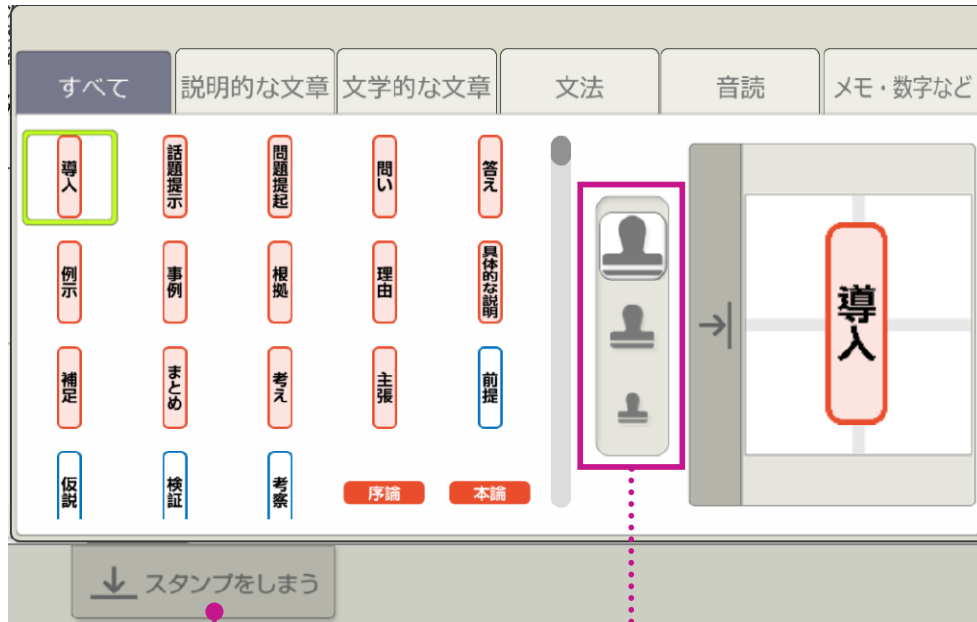 すべて
説明的な文章
文学的な文章
文法
音読
メモ・数字など
導入
話題提示
問題提起
問い
答え
例示
事例
根拠
理由
具体的な説明
補足
まとめ
考え
主張
前提
仮説
検証
考察
序論
本論
導入
スタンプをしまう